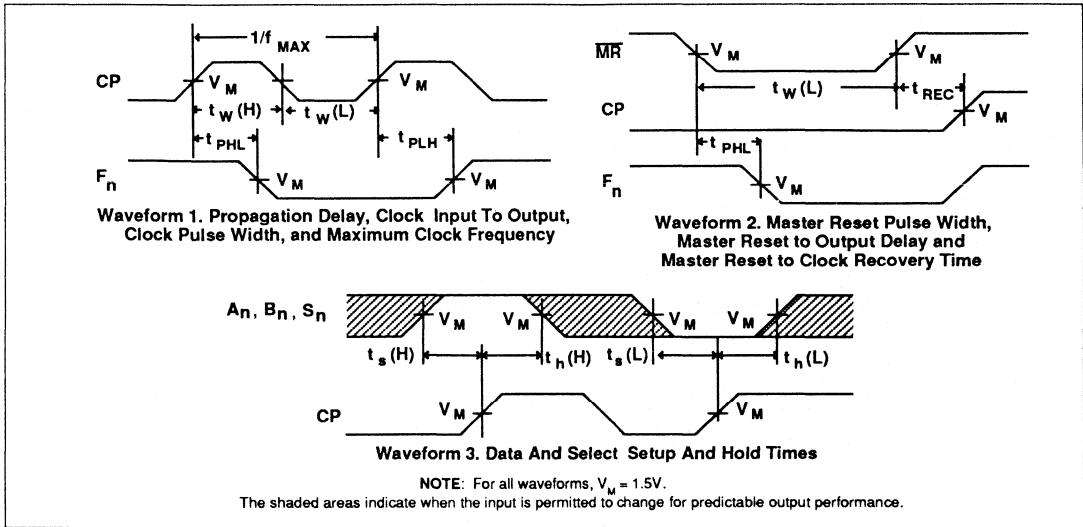 1/f MAX
CP
V M
V M
V M
t W (H)
t W (L)
t PHL
t PLH
F n
V M
V M
Waveform 1. Propagation Delay, Clock Input To Output,
Clock Pulse Width, and Maximum Clock Frequency
MR
V M
V M
t W (L)
t REC
CP
V M
t PHL
F n
V M
Waveform 2. Master Reset Pulse Width,
Master Reset to Output Delay and
Master Reset to Clock Recovery Time
A n , B n , S n
V M
V M
V M
V M
t s (H)
t h (H)
t s (L)
t h (L)
CP
V M
V M
Waveform 3. Data And Select Setup And Hold Times
NOTE: For all waveforms, V M = 1.5V.
The shaded areas indicate when the input is permitted to change for predictable output performance.